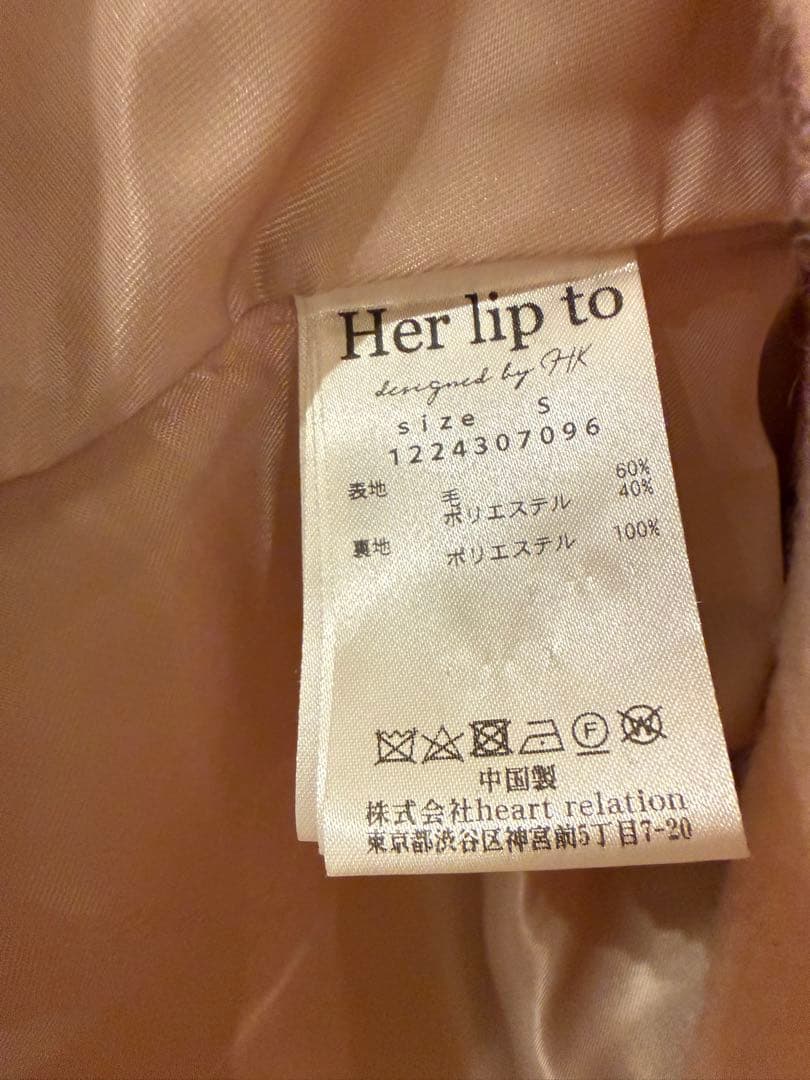 Her lip to
designed by HK
size S
1224307096
表地 毛 60%
ポリエステル 40%
裏地 ポリエステル 100%
F W
中国製
株式会社heart relation
東京都渋谷区神宮前5丁目7-20